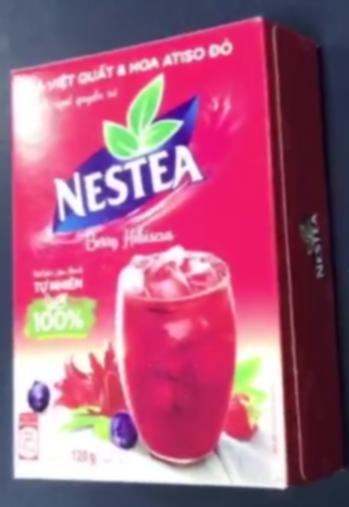 VIỆT QUẤT & HOA ATISO ĐỎ
NESTEA
Berry Hibiscus
TỰ NHIÊN
100%
120g
NESTEA